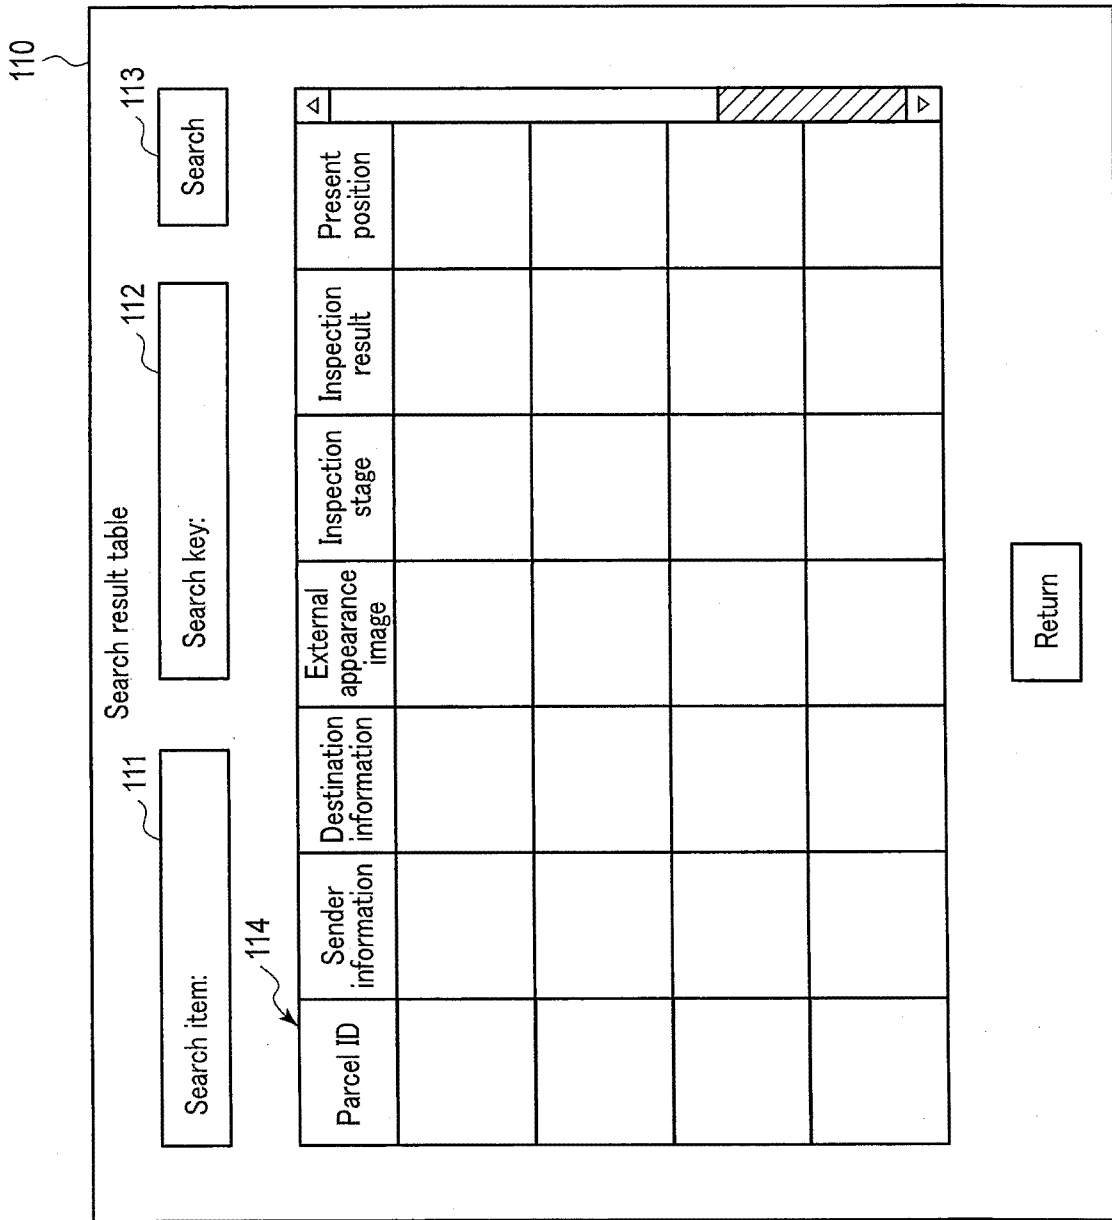 110
Search result table
111
112
113
Search item:
Search key:
Search
114
Parcel ID
Sender
information
Destination
information
External
appearance
image
Inspection
stage
Inspection
result
Present
position
Return